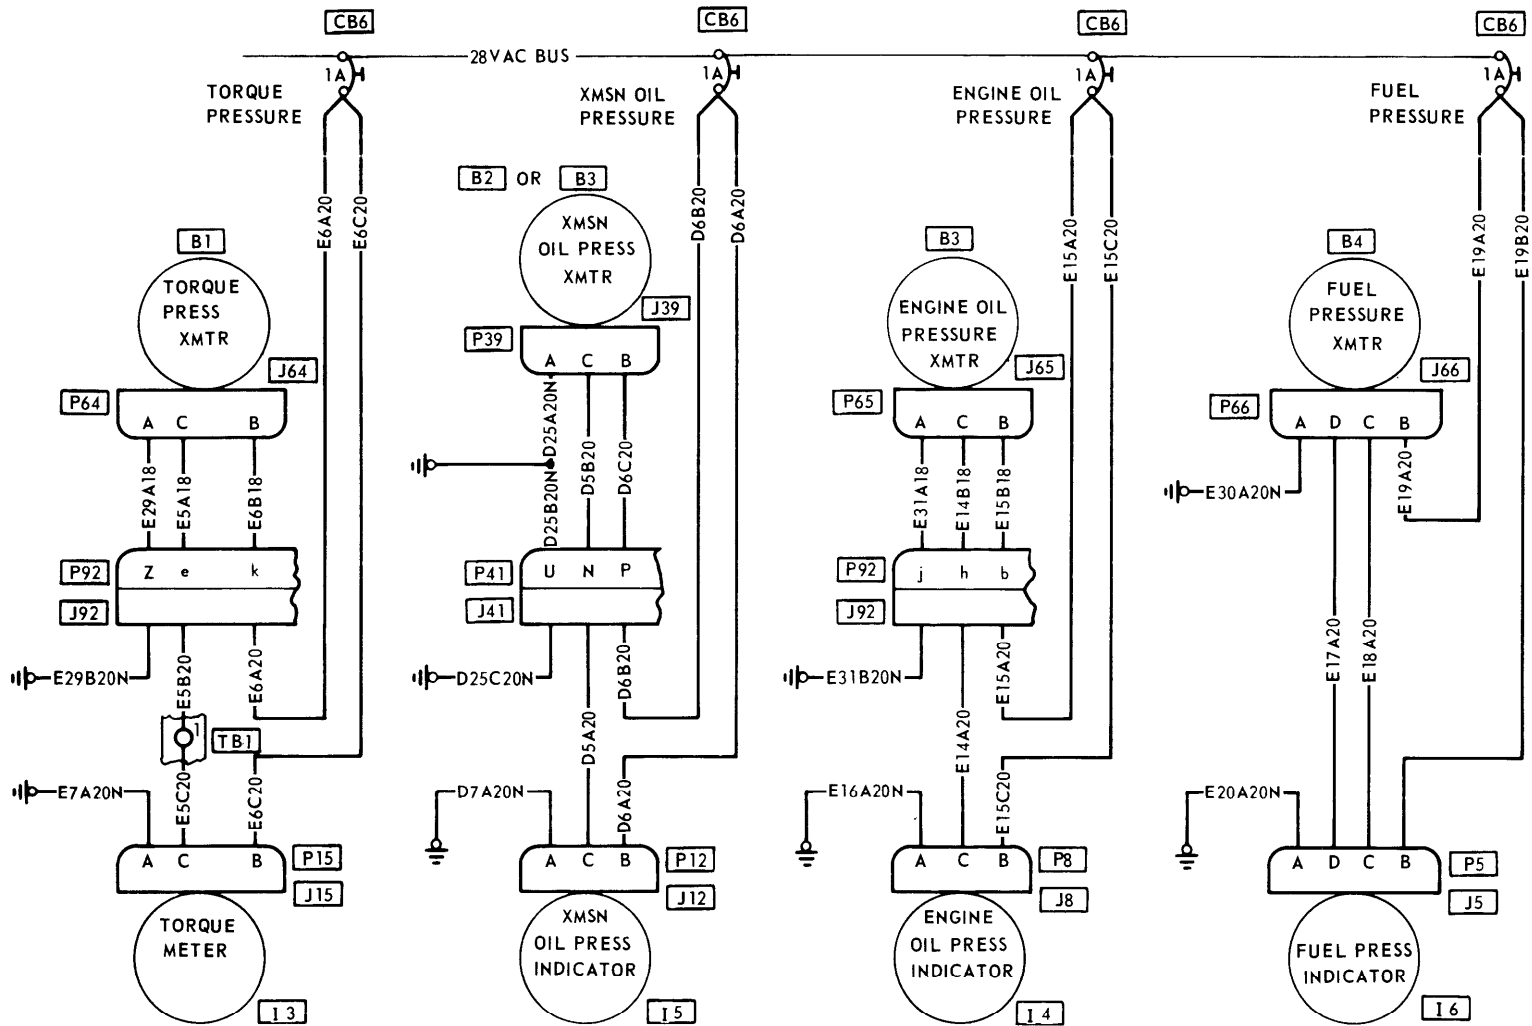 CB6
CB6
CB6
CB6
28VAC BUS
1A
1A
1A
1A
TORQUE
PRESSURE
XMSN OIL
PRESSURE
ENGINE OIL
PRESSURE
FUEL
PRESSURE
B1
TORQUE
PRESS
XMTR
J64
P64
A C B
E29A18
E5A18
E6B18
E6A20
E6C20
P92
Z e k
J92
E29B20N
E5B20
E6A20
1
TB1
E7A20N
E5C20
E6C20
A C B
P15
J15
TORQUE
METER
I3
B2 OR B3
XMSN
OIL PRESS
XMTR
J39
P39
A C B
D25A20N
D25B20N
D5B20
D6C20
D6B20
D6A20
P41
U N P
J41
D25C20N
D5A20
D6B20
D7A20N
D6A20
A C B
P12
J12
XMSN
OIL PRESS
INDICATOR
I5
B3
ENGINE OIL
PRESSURE
XMTR
J65
P65
A C B
E31A18
E14B18
E15B18
E15A20
E15C20
P92
j h b
J92
E31B20N
E14A20
E15A20
E16A20N
E15C20
A C B
P8
J8
ENGINE
OIL PRESS
INDICATOR
I4
B4
FUEL
PRESSURE
XMTR
J66
P66
A D C B
E30A20N
E19A20
E19A20
E19B20
E17A20
E18A20
E20A20N
A D C B
P5
J5
FUEL PRESS
INDICATOR
I6